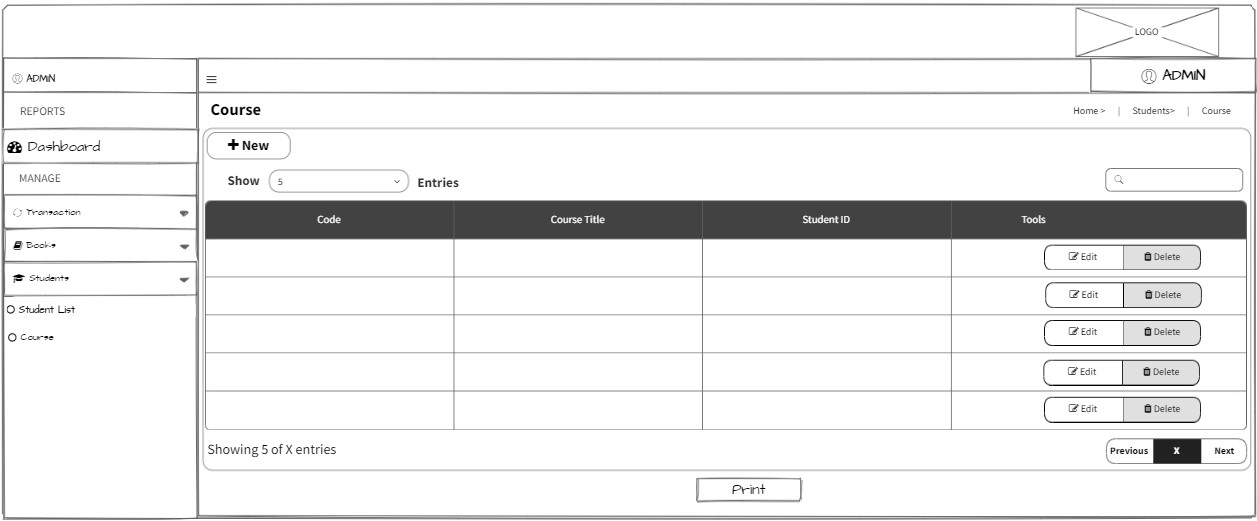 LOGO
ADMIN
ADMIN
REPORTS
Course
Home > | Students> | Course
Dashboard
New
MANAGE
Show 5 Entries
Transaction
Code Course Title Student ID Tools
Books
Edit Delete
Students
Edit Delete
Student List
Edit Delete
Course
Edit Delete
Edit Delete
Showing 5 of X entries
Previous X Next
Print